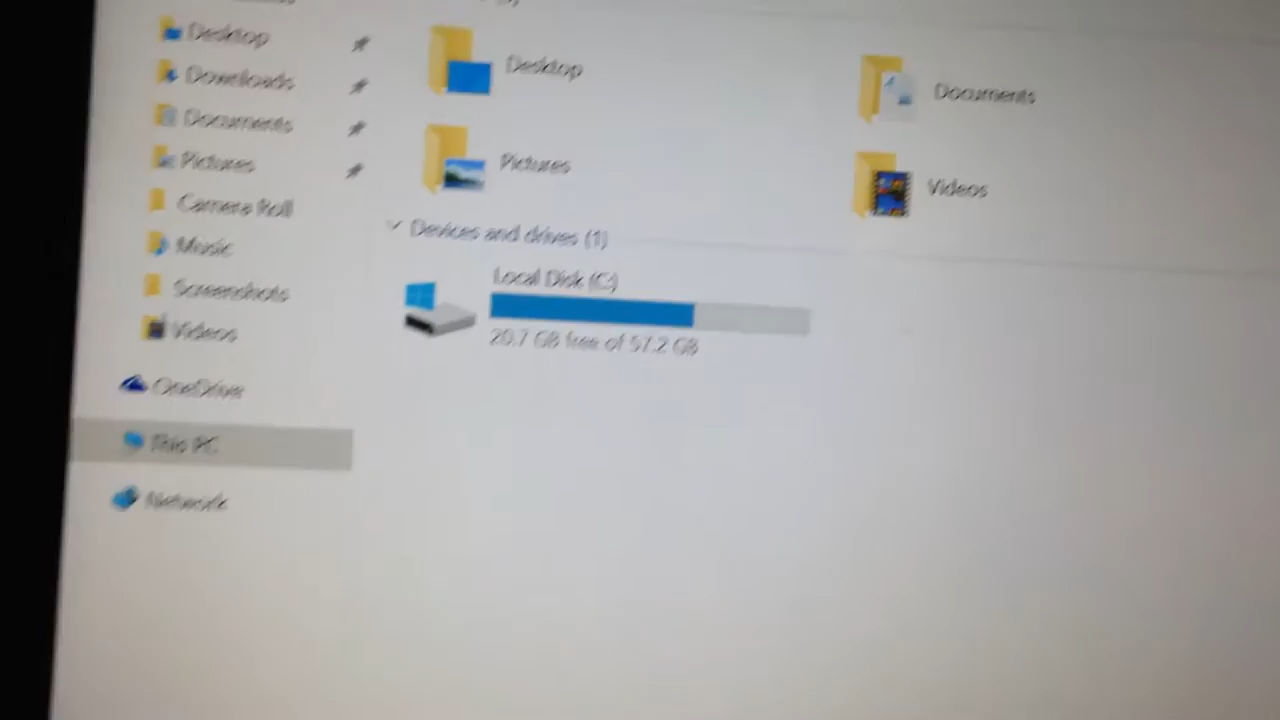 Desktop
Downloads
Documents
Pictures
Camera Roll
Music
Screenshots
Videos
OneDrive
This PC
Network
Desktop
Documents
Pictures
Videos
Devices and drives (1)
Local Disk (C:)
20.7 GB free of 57.2 GB